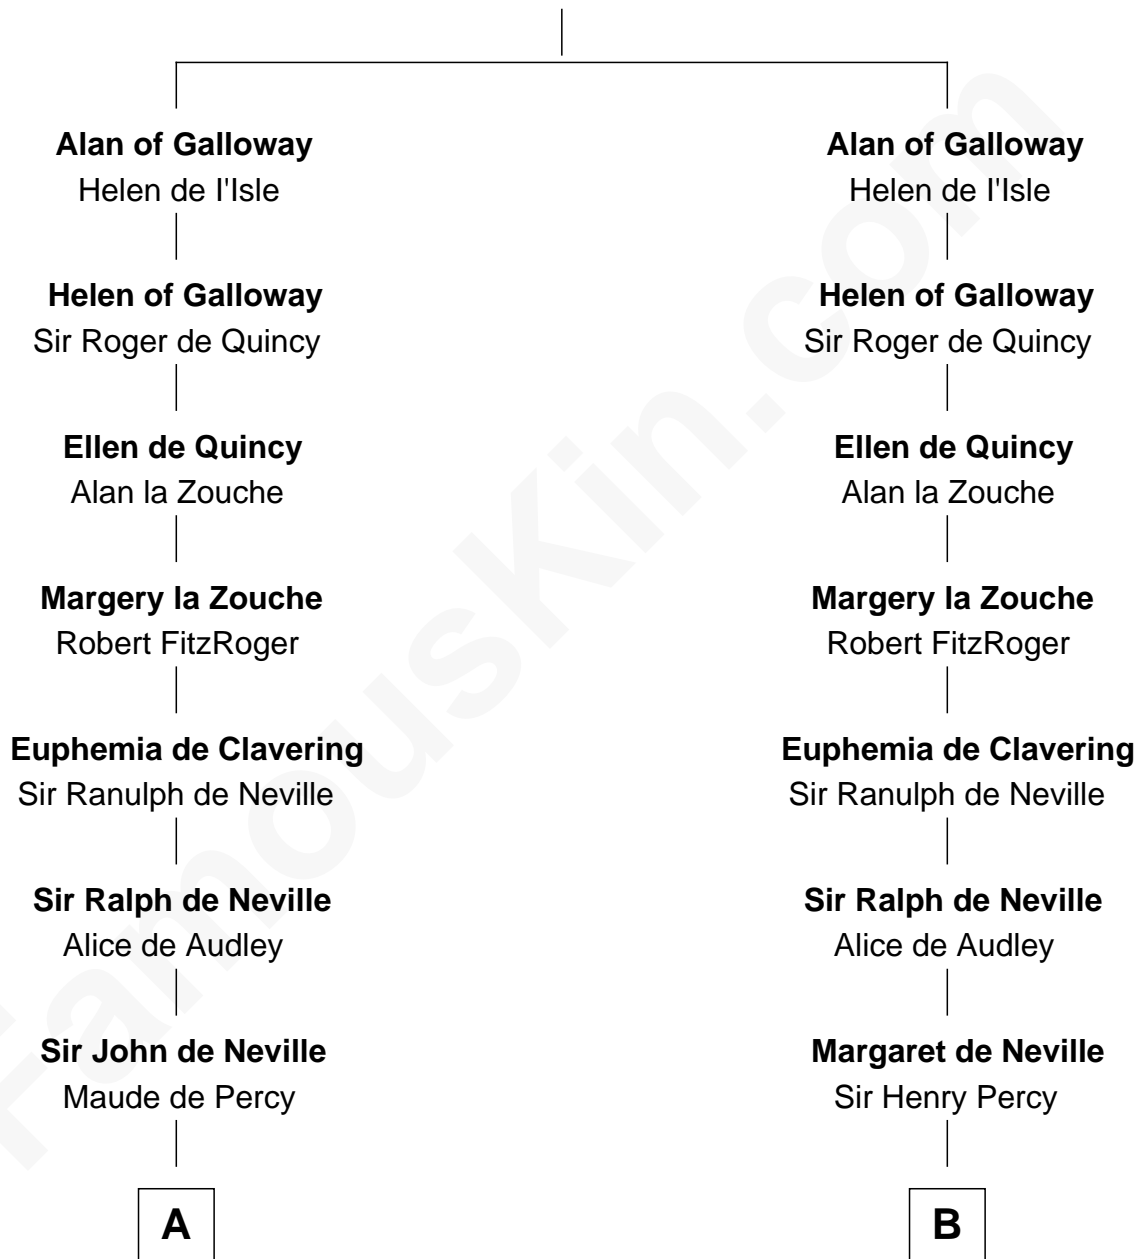 Alan of Galloway
Helen de I'Isle
Helen of Galloway
Sir Roger de Quincy
Ellen de Quincy
Alan la Zouche
Margery la Zouche
Robert FitzRoger
Euphemia de Clavering
Sir Ranulph de Neville
Sir Ralph de Neville
Alice de Audley
Sir John de Neville
Maude de Percy
A
Alan of Galloway
Helen de I'Isle
Helen of Galloway
Sir Roger de Quincy
Ellen de Quincy
Alan la Zouche
Margery la Zouche
Robert FitzRoger
Euphemia de Clavering
Sir Ranulph de Neville
Sir Ralph de Neville
Alice de Audley
Margaret de Neville
Sir Henry Percy
B
FamousKin.com